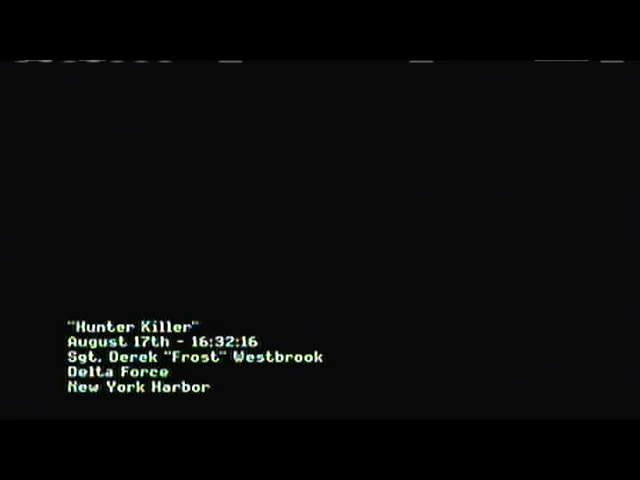 "Hunter Killer"
August 17th - 16:32:16
Sgt. Derek "Frost" Westbrook
Delta Force
New York Harbor